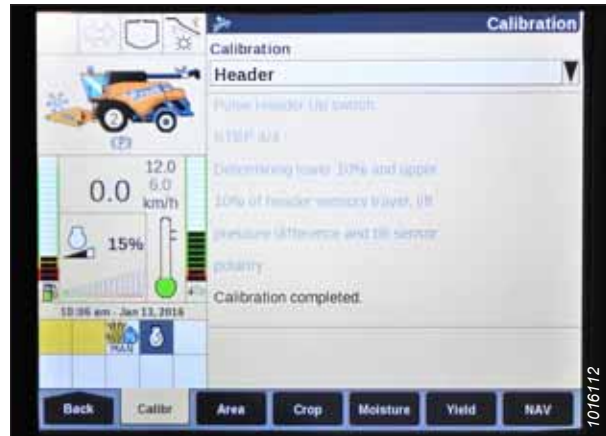 Calibration
Calibration
Header
Pulse Header Up switch.
STEP 4/4
Determining lower 10% and upper
10% of header sensors travel, lift
pressure difference and tilt sensor
polarity
Calibration completed.
2
(P)
12.0
0.0
6.0
km/h
15%
10:06 am - Jan 13, 2016
MAN
Back
Calibr
Area
Crop
Moisture
Yield
NAV
1016112